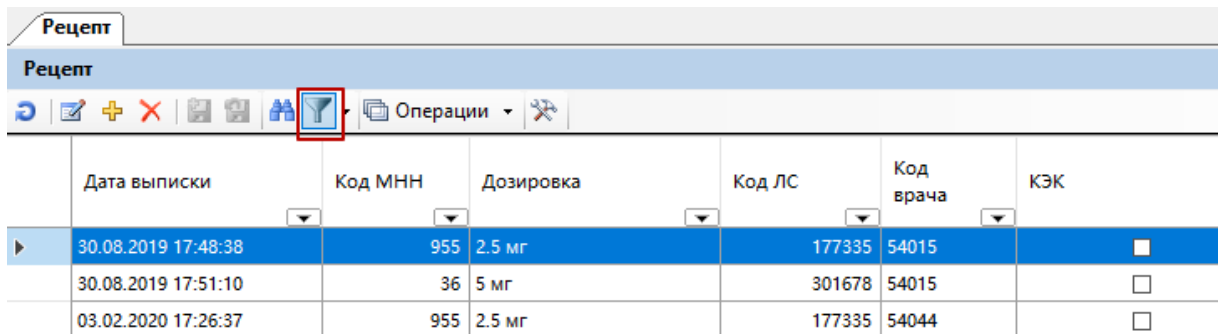 Рецепт
Рецепт
Операции
Дата выписки Код МНН Дозировка Код ЛС Код врача КЭК
30.08.2019 17:48:38 955 2.5 мг 177335 54015
30.08.2019 17:51:10 36 5 мг 301678 54015
03.02.2020 17:26:37 955 2.5 мг 177335 54044